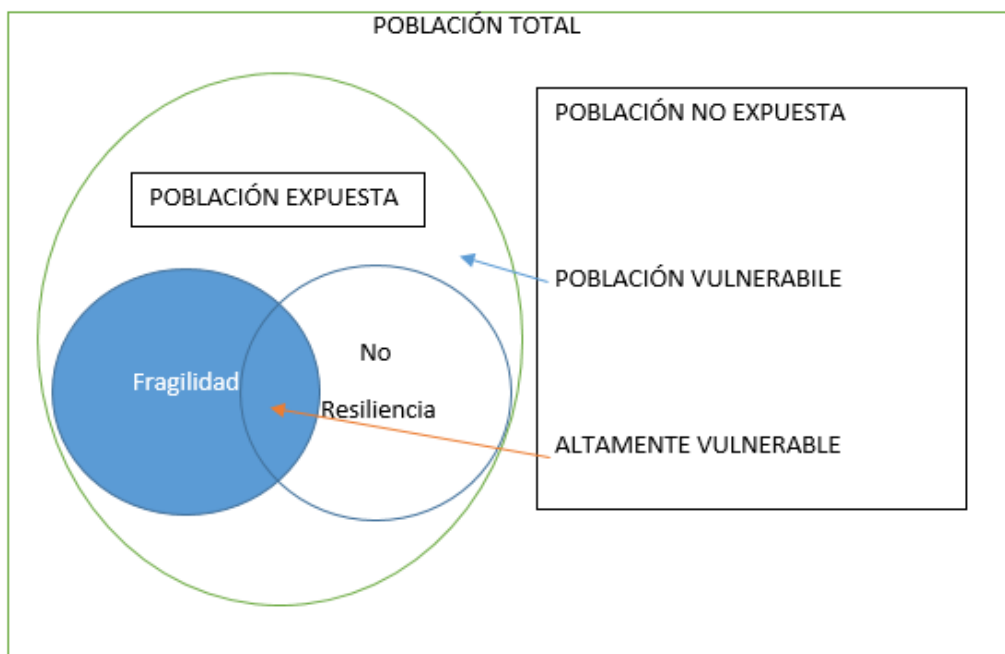 POBLACIÓN TOTAL
POBLACIÓN NO EXPUESTA
POBLACIÓN EXPUESTA
POBLACIÓN VULNERABILE
No
Fragilidad
Resiliencia
ALTAMENTE VULNERABLE